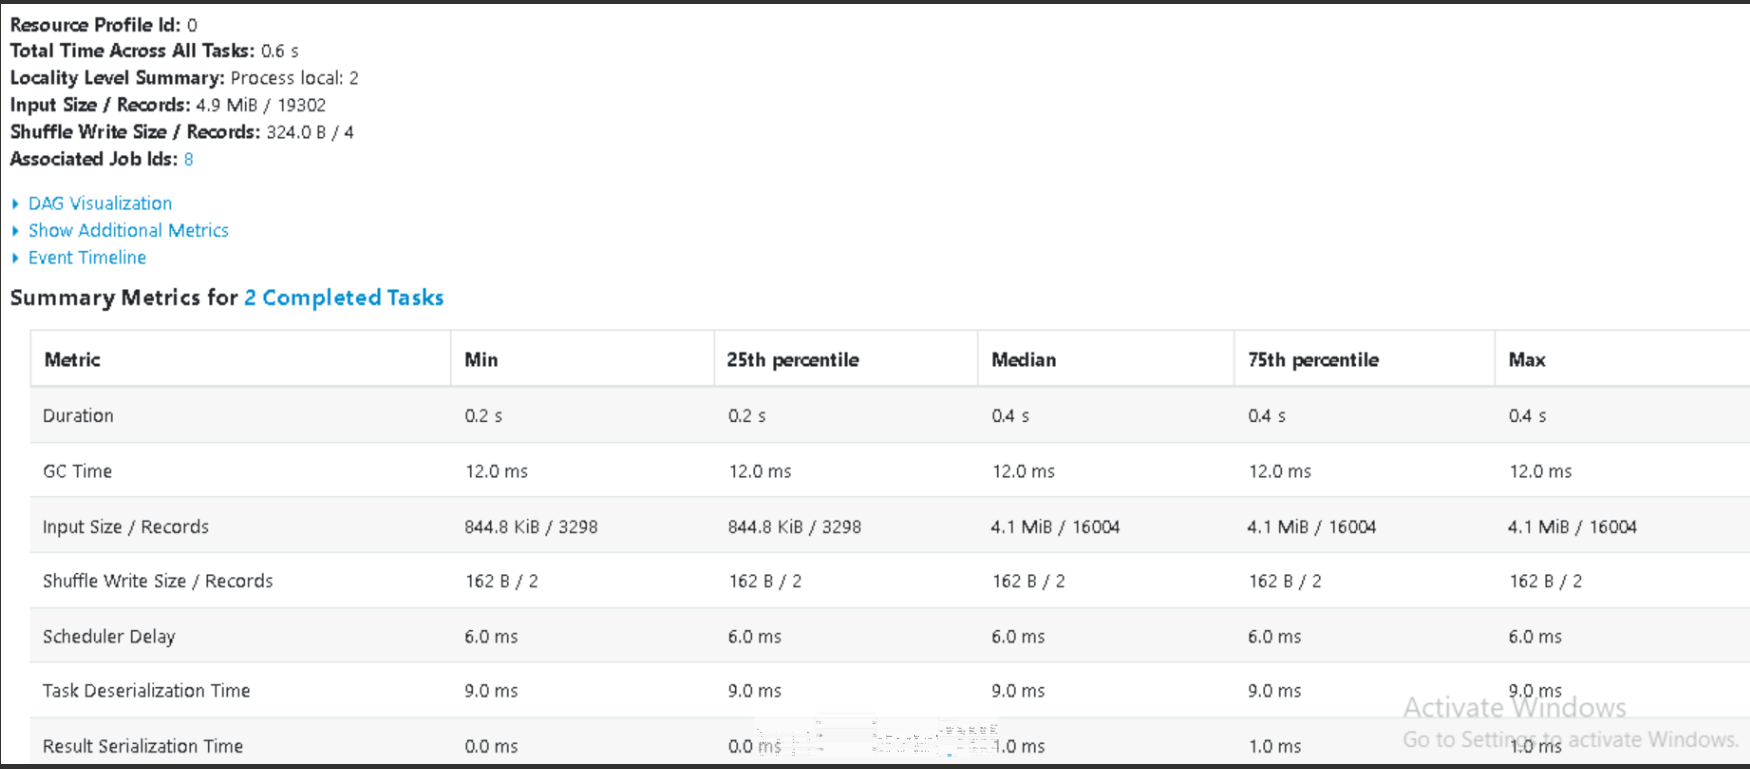 Resource Profile Id: 0
Total Time Across All Tasks: 0.6 s
Locality Level Summary: Process local: 2
Input Size / Records: 4.9 MiB / 19302
Shuffle Write Size / Records: 324.0 B / 4
Associated Job Ids: 8
DAG Visualization
Show Additional Metrics
Event Timeline
Summary Metrics for 2 Completed Tasks
Metric Min 25th percentile Median 75th percentile Max
Duration 0.2 s 0.2 s 0.4 s 0.4 s 0.4 s
GC Time 12.0 ms 12.0 ms 12.0 ms 12.0 ms 12.0 ms
Input Size / Records 844.8 KiB / 3298 844.8 KiB / 3298 4.1 MiB / 16004 4.1 MiB / 16004 4.1 MiB / 16004
Shuffle Write Size / Records 162 B / 2 162 B / 2 162 B / 2 162 B / 2 162 B / 2
Scheduler Delay 6.0 ms 6.0 ms 6.0 ms 6.0 ms 6.0 ms
Task Deserialization Time 9.0 ms 9.0 ms 9.0 ms 9.0 ms 9.0 ms
Result Serialization Time 0.0 ms 0.0 ms 1.0 ms 1.0 ms 1.0 ms
Activate Windows
Go to Settings to activate Windows.